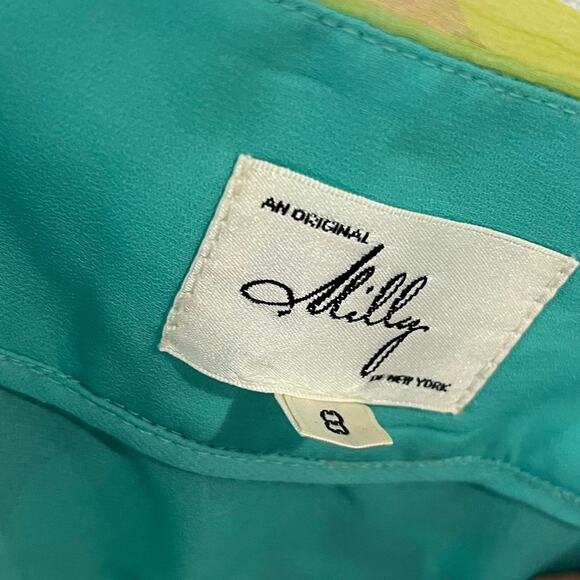 AN ORIGINAL
Milly
OF NEW YORK
8